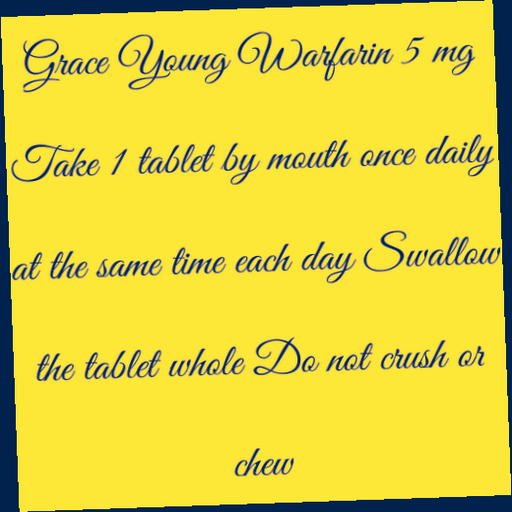 Grace Young Warfarin 5 mg
Take 1 tablet by mouth once daily
at the same time each day Swallow
the tablet whole Do not crush or
chew